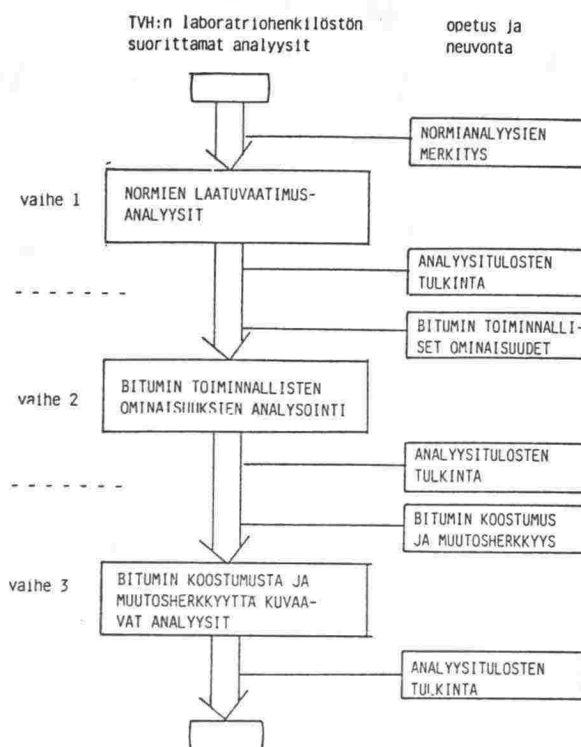 TVH:n laboratriohenkilöstön
suorittamat analyysit
opetus ja
neuvonta
NORMIANALYYSIEN
MERKITYS
vaihe 1
NORMIEN LAATUVAATIMUS-
ANALYYSIT
ANALYYSITULOSTEN
TULKINTA
BITUMIN TOIMINNALLI-
SET OMINAISUUDET
vaihe 2
BITUMIN TOIMINNALLISTEN
OMINAISUUKSIEN ANALYSOINTI
ANALYYSITULOSTEN
TULKINTA
BITUMIN KOOSTUMUS
JA MUUTOSHERKKYYS
vaihe 3
BITUMIN KOOSTUMUSTA JA
MUUTOSHERKKYYTTÄ KUVAA-
VAT ANALYYSIT
ANALYYSITULOSTEN
TULKINTA